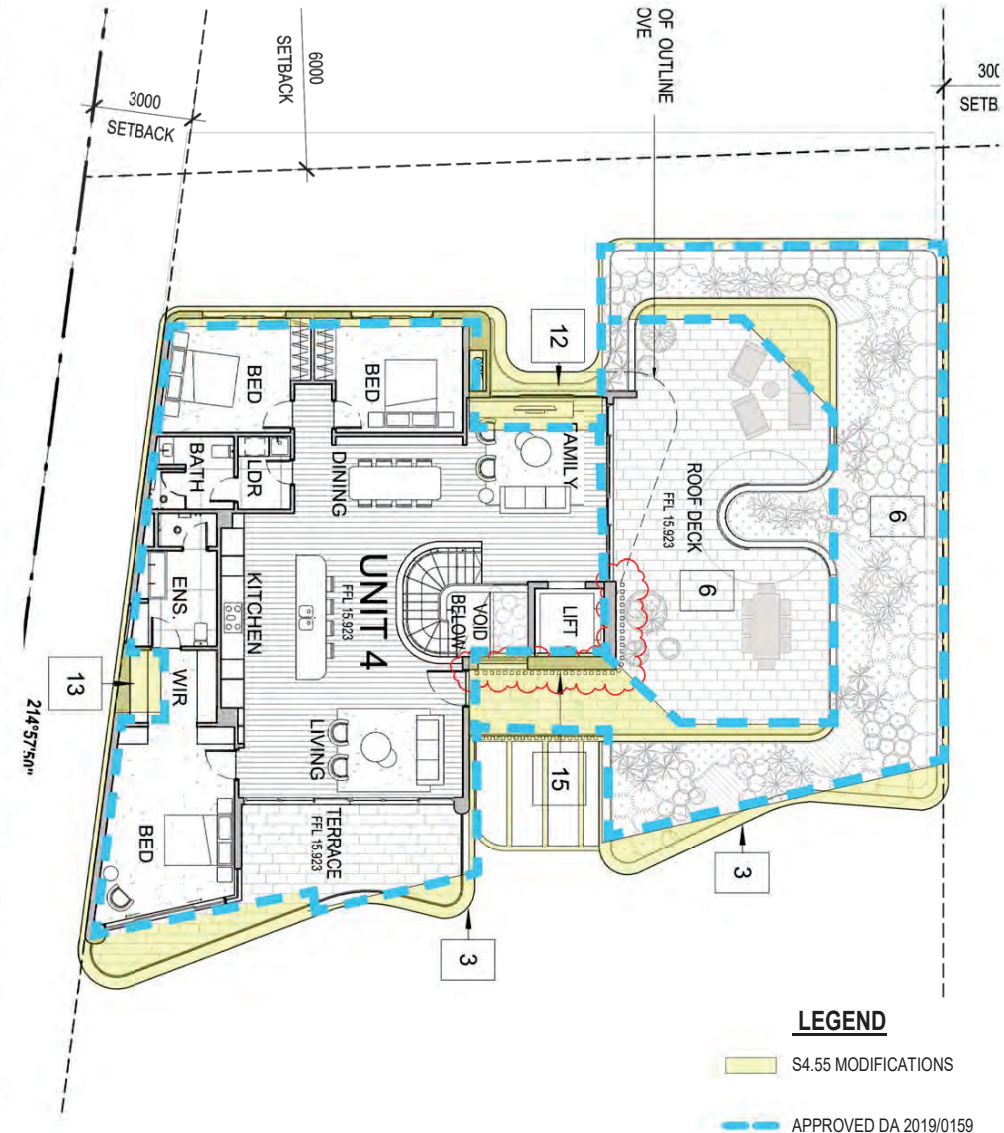 OF OUTLINE
OVE
6000
SETBACK
3000
SETBACK
300
SETB
12
BED
BED
BATH
LDR
DINING
AMILY
ROOF DECK
FFL 15.923
6
6
ENS.
KITCHEN
UNIT 4
FFL 15.923
VOID
BELOW
LIFT
WIR
13
LIVING
15
BED
TERRACE
FFL 15.923
3
3
214°57'50"
LEGEND
S4.55 MODIFICATIONS
APPROVED DA 2019/0159